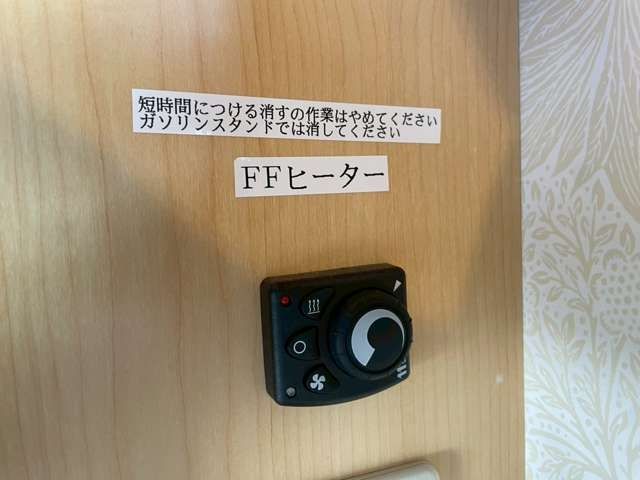 短時間につける消すの作業はやめてください
ガソリンスタンドでは消してください
FFヒーター